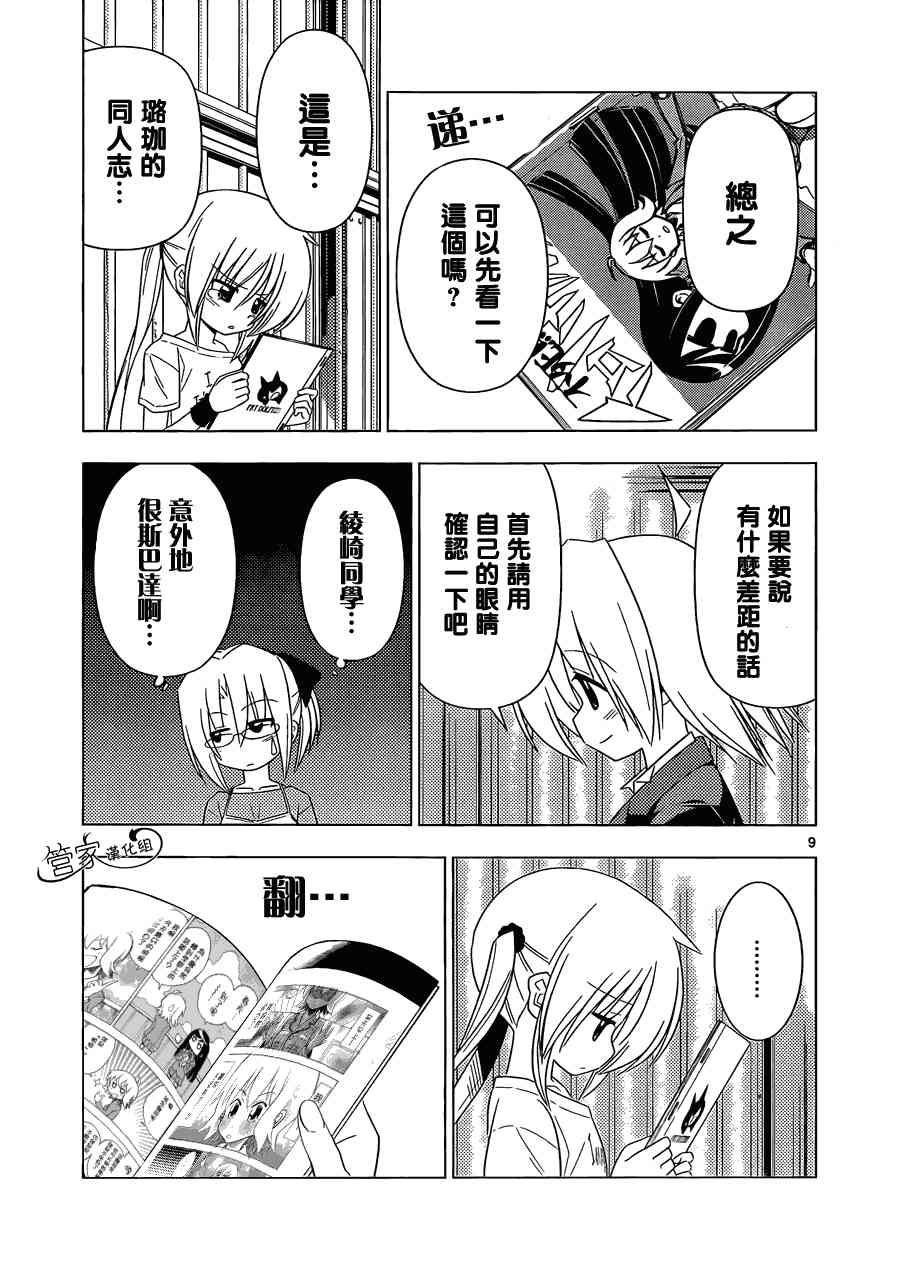 總之
递…
可以先看一下
這個嗎?
這是…
璐珈的
同人志…
如果要說
有什麼差距的話
首先請用
自己的眼睛
確認一下吧
綾崎同學…
意外地
很斯巴達啊…
9
管家漢化组
……
翻…